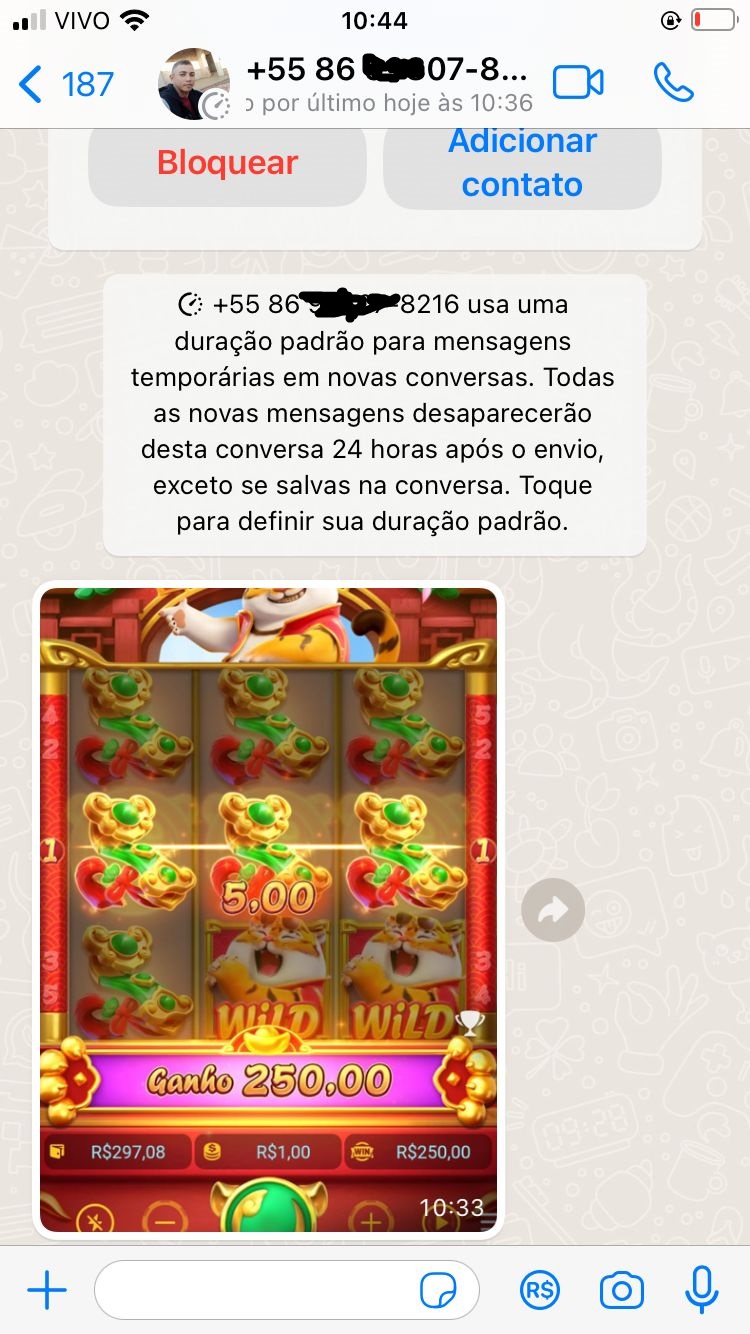 VIVO 10:44
187 +55 86 07-8...
o por último hoje às 10:36
Bloquear
Adicionar
contato
+55 86 -8216 usa uma
duração padrão para mensagens
temporárias em novas conversas. Todas
as novas mensagens desaparecerão
desta conversa 24 horas após o envio,
exceto se salvas na conversa. Toque
para definir sua duração padrão.
4 5
2 2
1 1
5,00
3 3
5 4
WILD WILD
Ganho 250,00
R$297,08 R$1,00 WIN R$250,00
10:33
R$